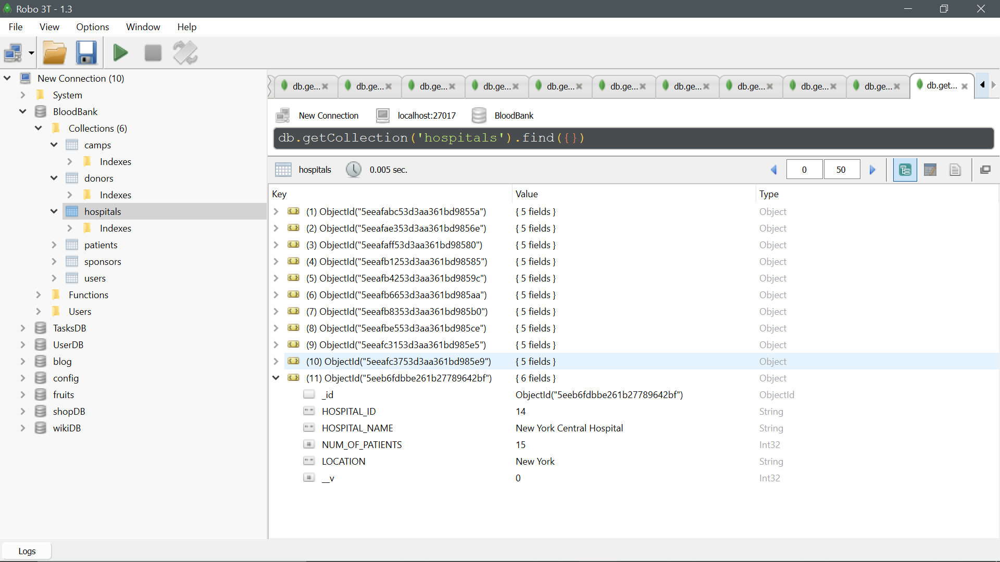 Robo 3T - 1.3
File View Options Window Help
New Connection (10)
System
BloodBank
Collections (6)
camps
Indexes
donors
Indexes
hospitals
Indexes
patients
sponsors
users
Functions
Users
TasksDB
UserDB
blog
config
fruits
shopDB
wikiDB
db.ge... db.ge... db.ge... db.ge... db.ge... db.ge... db.ge... db.ge... db.ge... db.ge... db.get...
New Connection localhost:27017 BloodBank
db.getCollection('hospitals').find({})
hospitals 0.005 sec. 0 50
Key Value Type
(1) ObjectId("5eeafabc53d3aa361bd9855a") { 5 fields } Object
(2) ObjectId("5eeafae353d3aa361bd9856e") { 5 fields } Object
(3) ObjectId("5eeafaff53d3aa361bd98580") { 5 fields } Object
(4) ObjectId("5eeafb1253d3aa361bd98585") { 5 fields } Object
(5) ObjectId("5eeafb4253d3aa361bd9859c") { 5 fields } Object
(6) ObjectId("5eeafb6653d3aa361bd985aa") { 5 fields } Object
(7) ObjectId("5eeafb8353d3aa361bd985b0") { 5 fields } Object
(8) ObjectId("5eeafbe553d3aa361bd985ce") { 5 fields } Object
(9) ObjectId("5eeafc3153d3aa361bd985e5") { 5 fields } Object
(10) ObjectId("5eeafc3753d3aa361bd985e9") { 5 fields } Object
(11) ObjectId("5eeb6fdbbe261b27789642bf") { 6 fields } Object
_id ObjectId("5eeb6fdbbe261b27789642bf") ObjectId
HOSPITAL_ID 14 String
HOSPITAL_NAME New York Central Hospital String
NUM_OF_PATIENTS 15 Int32
LOCATION New York String
__v 0 Int32
Logs